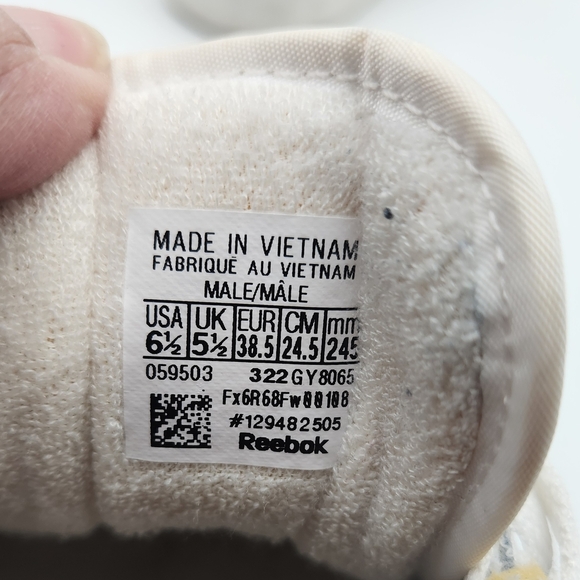 MADE IN VIETNAM
FABRIQUÉ AU VIETNAM
MALE/MÂLE
USA UK EUR CM mm
6½ 5½ 38.5 24.5 245
059503 322 GY8065
#129482505
Reebok